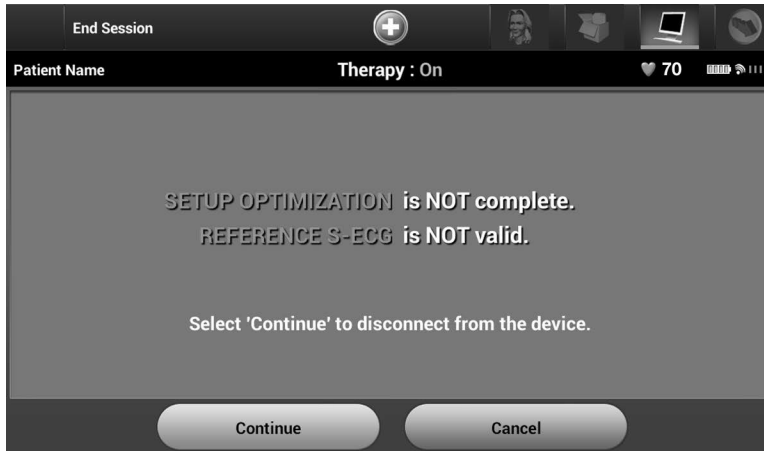 End Session
Patient Name Therapy : On 70
SETUP OPTIMIZATION is NOT complete.
REFERENCE S-ECG is NOT valid.
Select 'Continue' to disconnect from the device.
Continue Cancel